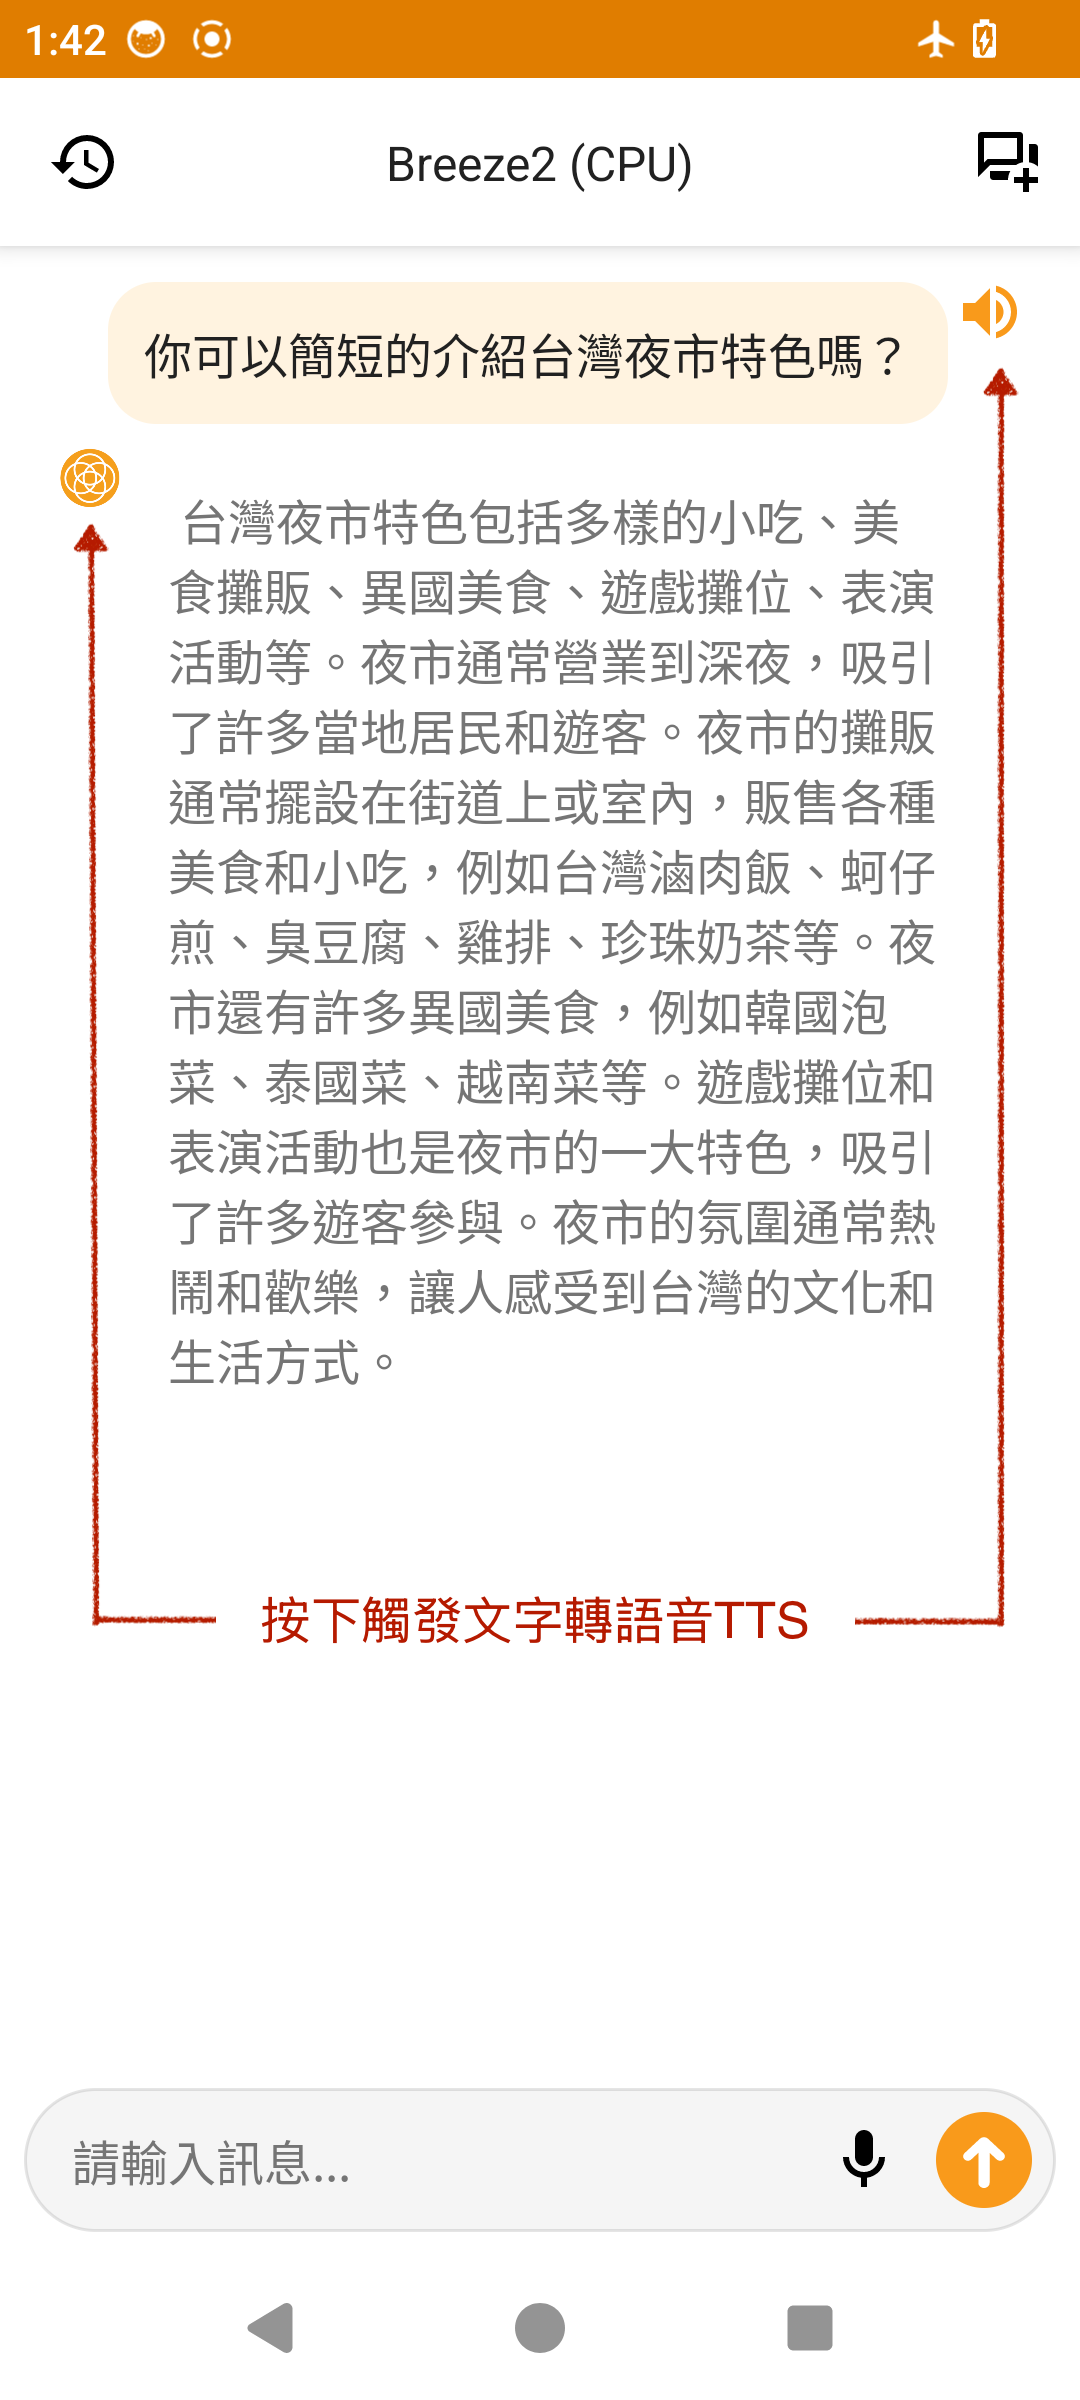 1:42
Breeze2 (CPU)
你可以簡短的介紹台灣夜市特色嗎？
台灣夜市特色包括多樣的小吃、美
食攤販、異國美食、遊戲攤位、表演
活動等。夜市通常營業到深夜，吸引
了許多當地居民和遊客。夜市的攤販
通常擺設在街道上或室內，販售各種
美食和小吃，例如台灣滷肉飯、蚵仔
煎、臭豆腐、雞排、珍珠奶茶等。夜
市還有許多異國美食，例如韓國泡
菜、泰國菜、越南菜等。遊戲攤位和
表演活動也是夜市的一大特色，吸引
了許多遊客參與。夜市的氛圍通常熱
鬧和歡樂，讓人感受到台灣的文化和
生活方式。
按下觸發文字轉語音TTS
請輸入訊息...